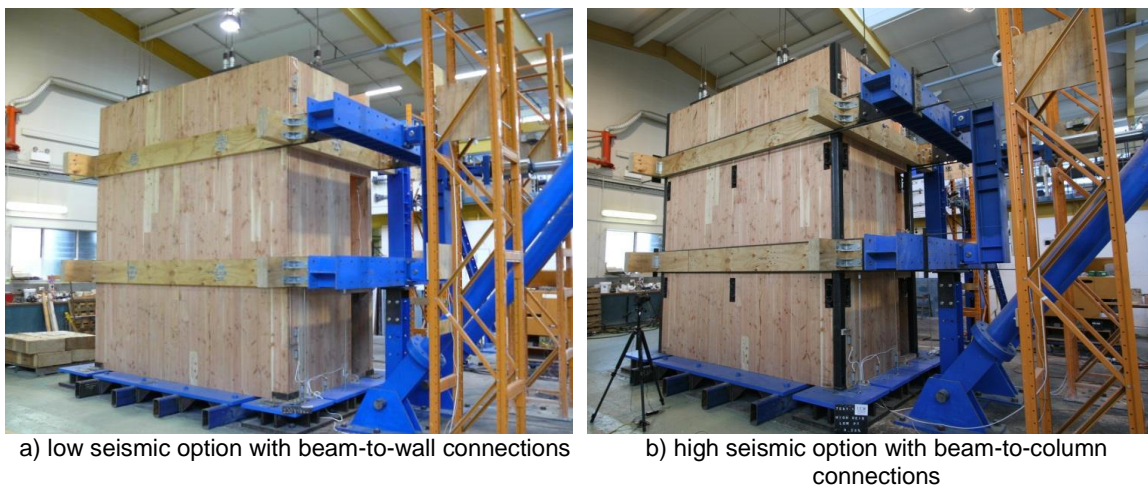 a) low seismic option with beam-to-wall connections
b) high seismic option with beam-to-column
connections